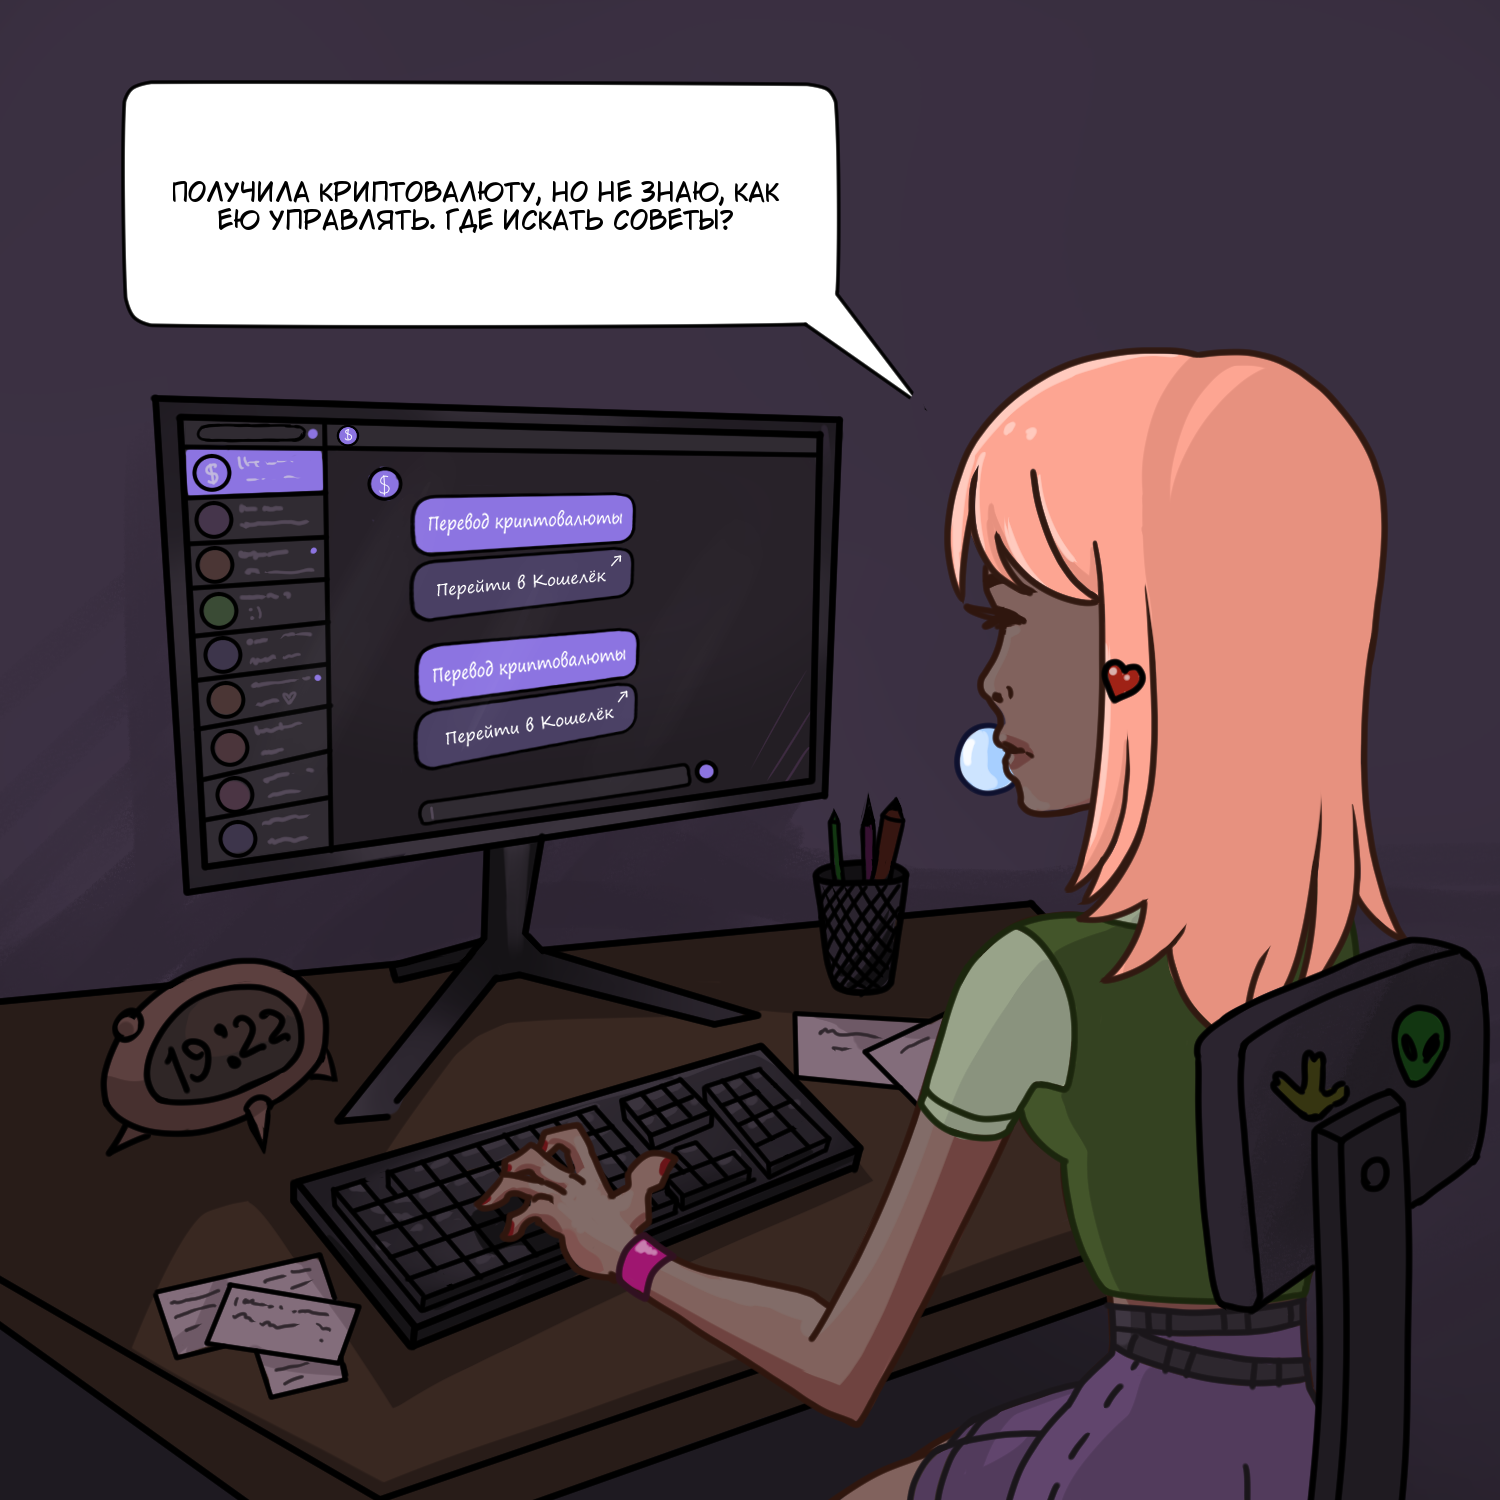 ПОЛУЧИЛА КРИПТОВАЛЮТУ, НО НЕ ЗНАЮ, КАК
ЕЮ УПРАВЛЯТЬ. ГДЕ ИСКАТЬ СОВЕТЫ?
$
$
$
Перевод криптовалюты
Перейти в Кошелёк
:)
Перевод криптовалюты
Перейти в Кошелёк
19:22